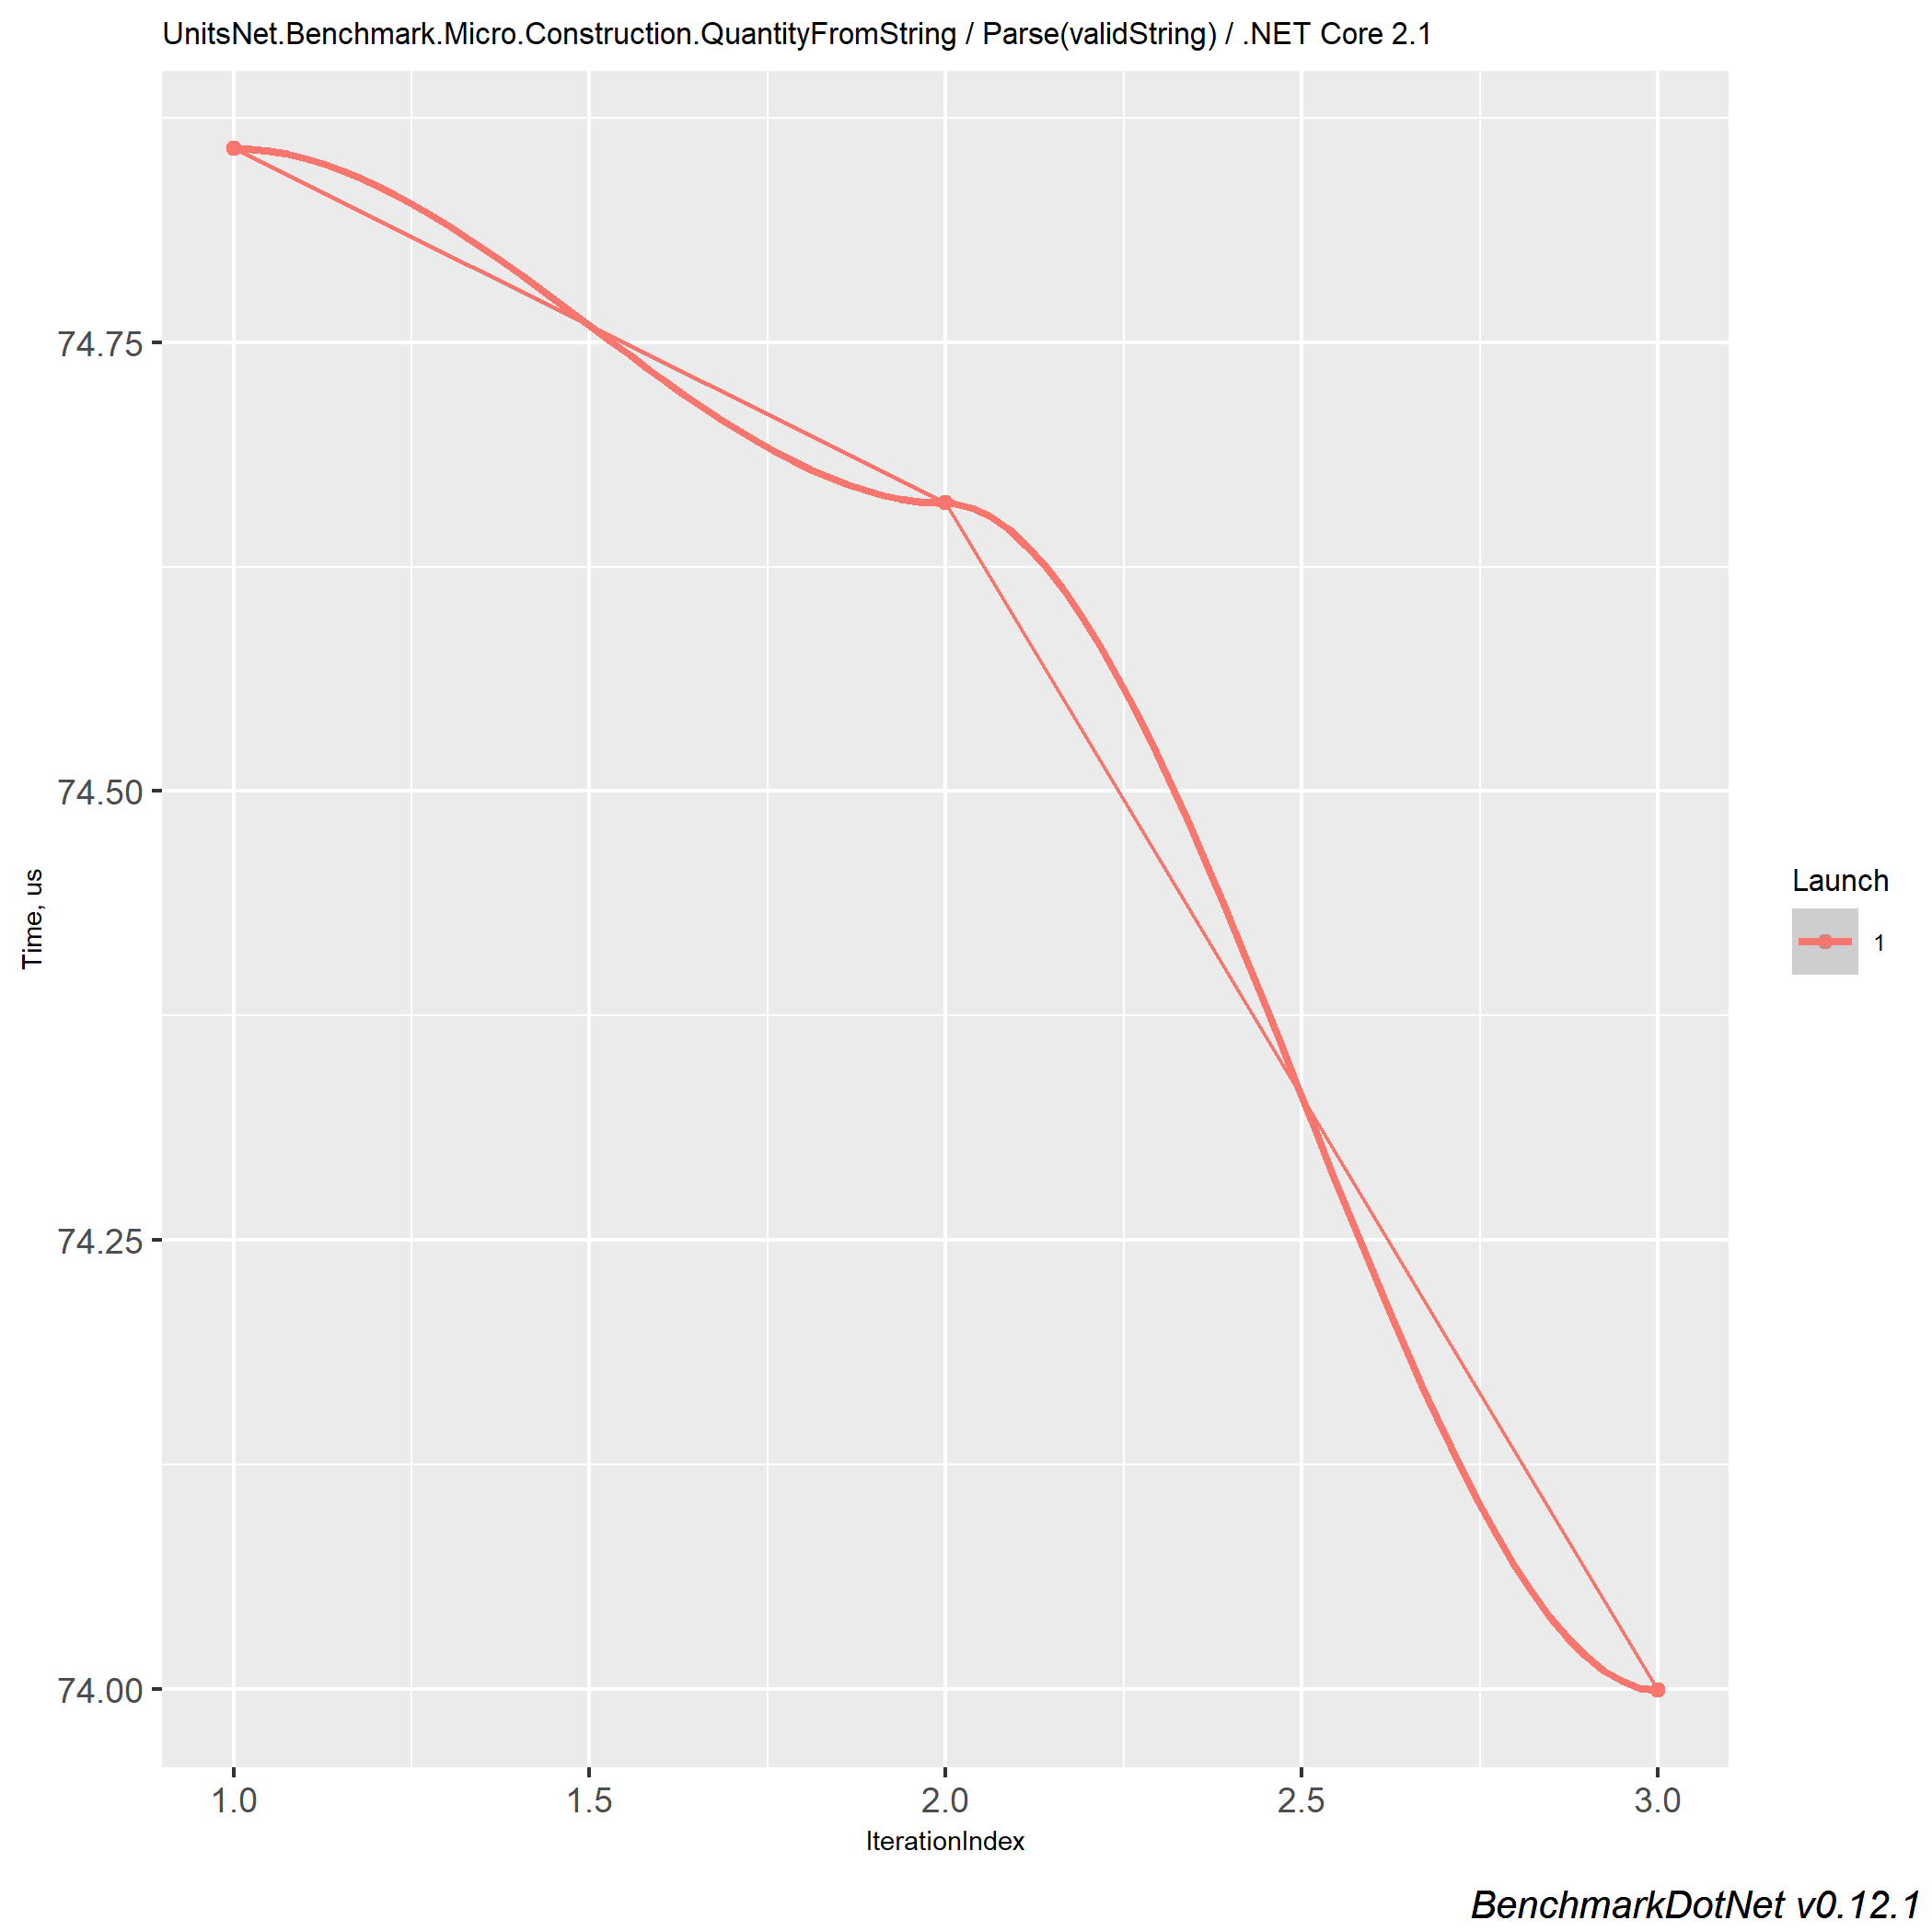 UnitsNet.Benchmark.Micro.Construction.QuantityFromString / Parse(validString) / .NET Core 2.1
74.75
74.50
74.25
74.00
Time, us
1.0 1.5 2.0 2.5 3.0
IterationIndex
Launch
1
BenchmarkDotNet v0.12.1